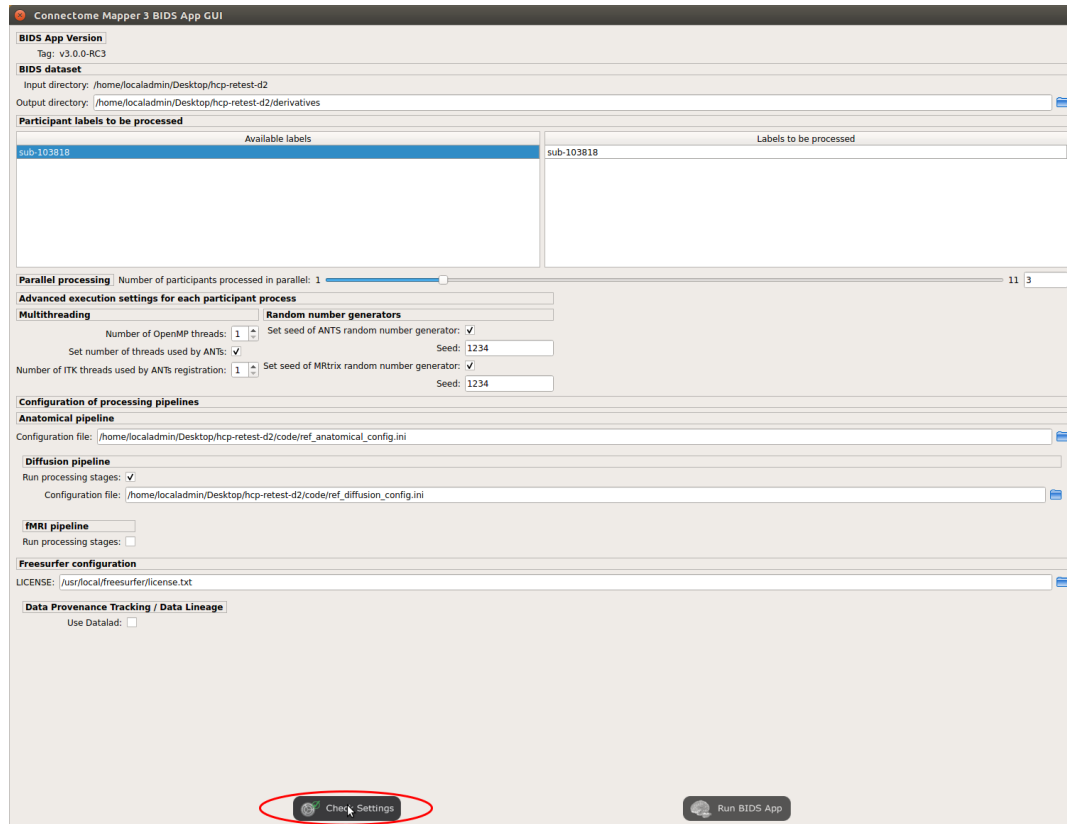 Connectome Mapper 3 BIDS App GUI
BIDS App Version
Tag: v3.0.0-RC3
BIDS dataset
Input directory: /home/localadmin/Desktop/hcp-retest-d2
Output directory: /home/localadmin/Desktop/hcp-retest-d2/derivatives
Participant labels to be processed
Available labels Labels to be processed
sub-103818 sub-103818
Parallel processing Number of participants processed in parallel: 1 11 3
Advanced execution settings for each participant process
Multithreading Random number generators
Number of OpenMP threads: 1 Set seed of ANTS random number generator:
Seed: 1234
Set number of threads used by ANTs:
Number of ITK threads used by ANTs registration: 1 Set seed of MRtrix random number generator:
Seed: 1234
Configuration of processing pipelines
Anatomical pipeline
Configuration file: /home/localadmin/Desktop/hcp-retest-d2/code/ref_anatomical_config.ini
Diffusion pipeline
Run processing stages:
Configuration file: /home/localadmin/Desktop/hcp-retest-d2/code/ref_diffusion_config.ini
fMRI pipeline
Run processing stages:
Freesurfer configuration
LICENSE: /usr/local/freesurfer/license.txt
Data Provenance Tracking / Data Lineage
Use Datalad:
Check Settings Run BIDS App